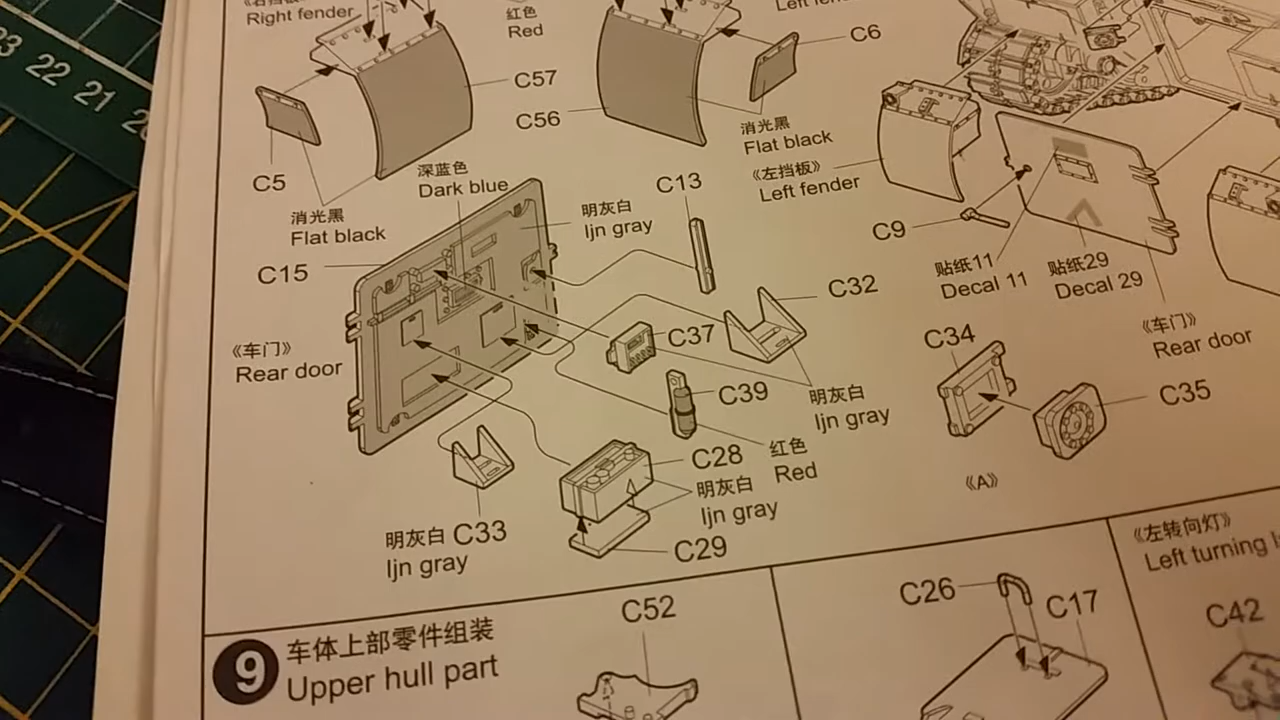 Right fender
红色
Red
C57
C56
C6
C5
消光黑
Flat black
消光黑
Flat black
深蓝色
Dark blue
C13
明灰白
Ijn gray
C15
《左挡板》
Left fender
C9
贴纸11
Decal 11
贴纸29
Decal 29
《车门》
Rear door
《车门》
Rear door
C32
C37
C34
C35
C39
明灰白
Ijn gray
红色
Red
C28
明灰白
Ijn gray
C29
明灰白 C33
Ijn gray
《A》
9 车体上部零件组装
Upper hull part
C52
C26
C17
《左转向灯》
Left turning
C42
23 22 21